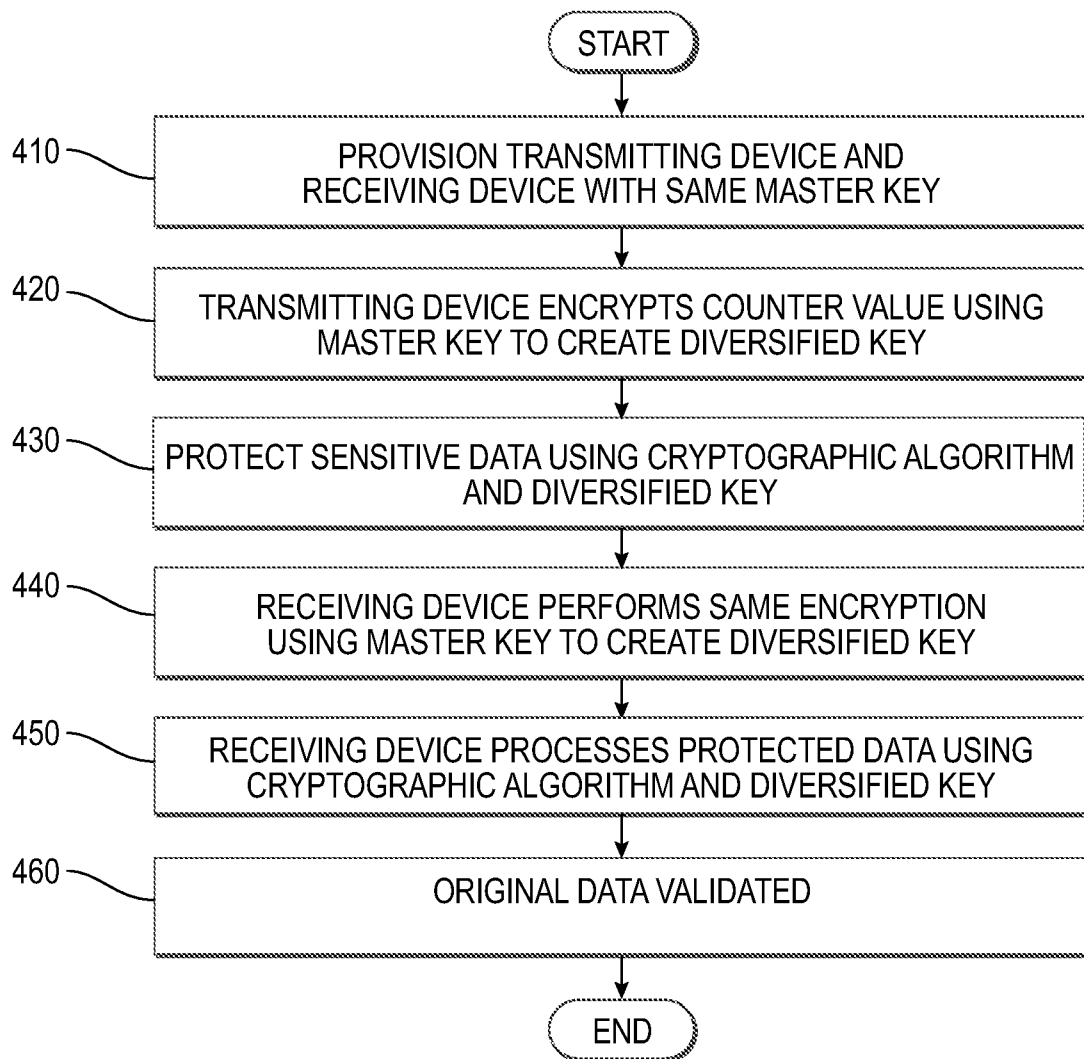 START
410
PROVISION TRANSMITTING DEVICE AND
RECEIVING DEVICE WITH SAME MASTER KEY
420
TRANSMITTING DEVICE ENCRYPTS COUNTER VALUE USING
MASTER KEY TO CREATE DIVERSIFIED KEY
430
PROTECT SENSITIVE DATA USING CRYPTOGRAPHIC ALGORITHM
AND DIVERSIFIED KEY
440
RECEIVING DEVICE PERFORMS SAME ENCRYPTION
USING MASTER KEY TO CREATE DIVERSIFIED KEY
450
RECEIVING DEVICE PROCESSES PROTECTED DATA USING
CRYPTOGRAPHIC ALGORITHM AND DIVERSIFIED KEY
460
ORIGINAL DATA VALIDATED
END